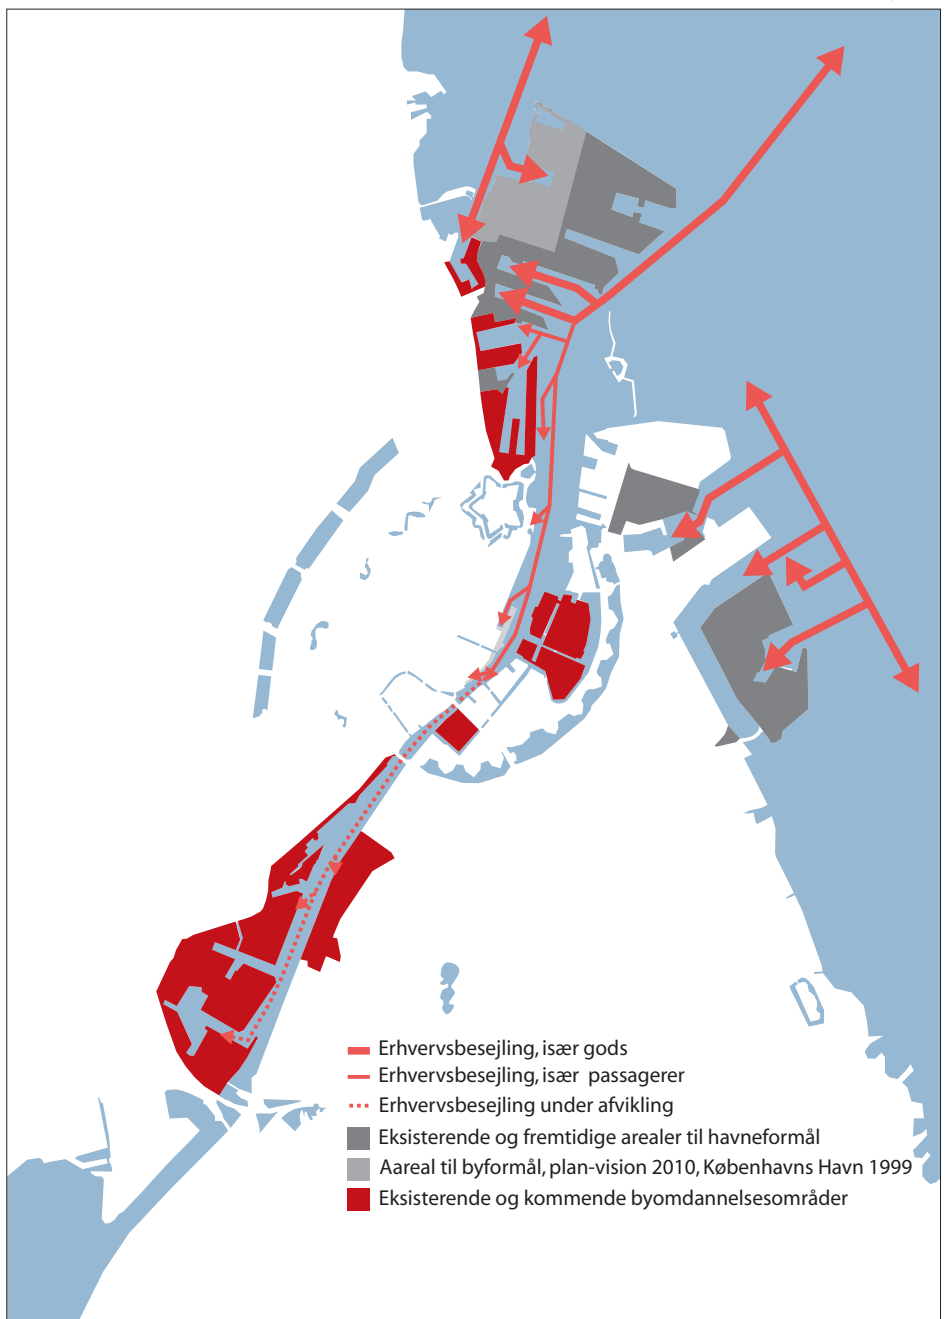 Erhvervsbesejling, især gods
Erhvervsbesejling, især passagerer
Erhvervsbesejling under afvikling
Eksisterende og fremtidige arealer til havneformål
Aareal til byformål, plan-vision 2010, Københavns Havn 1999
Eksisterende og kommende byomdannelsesområder